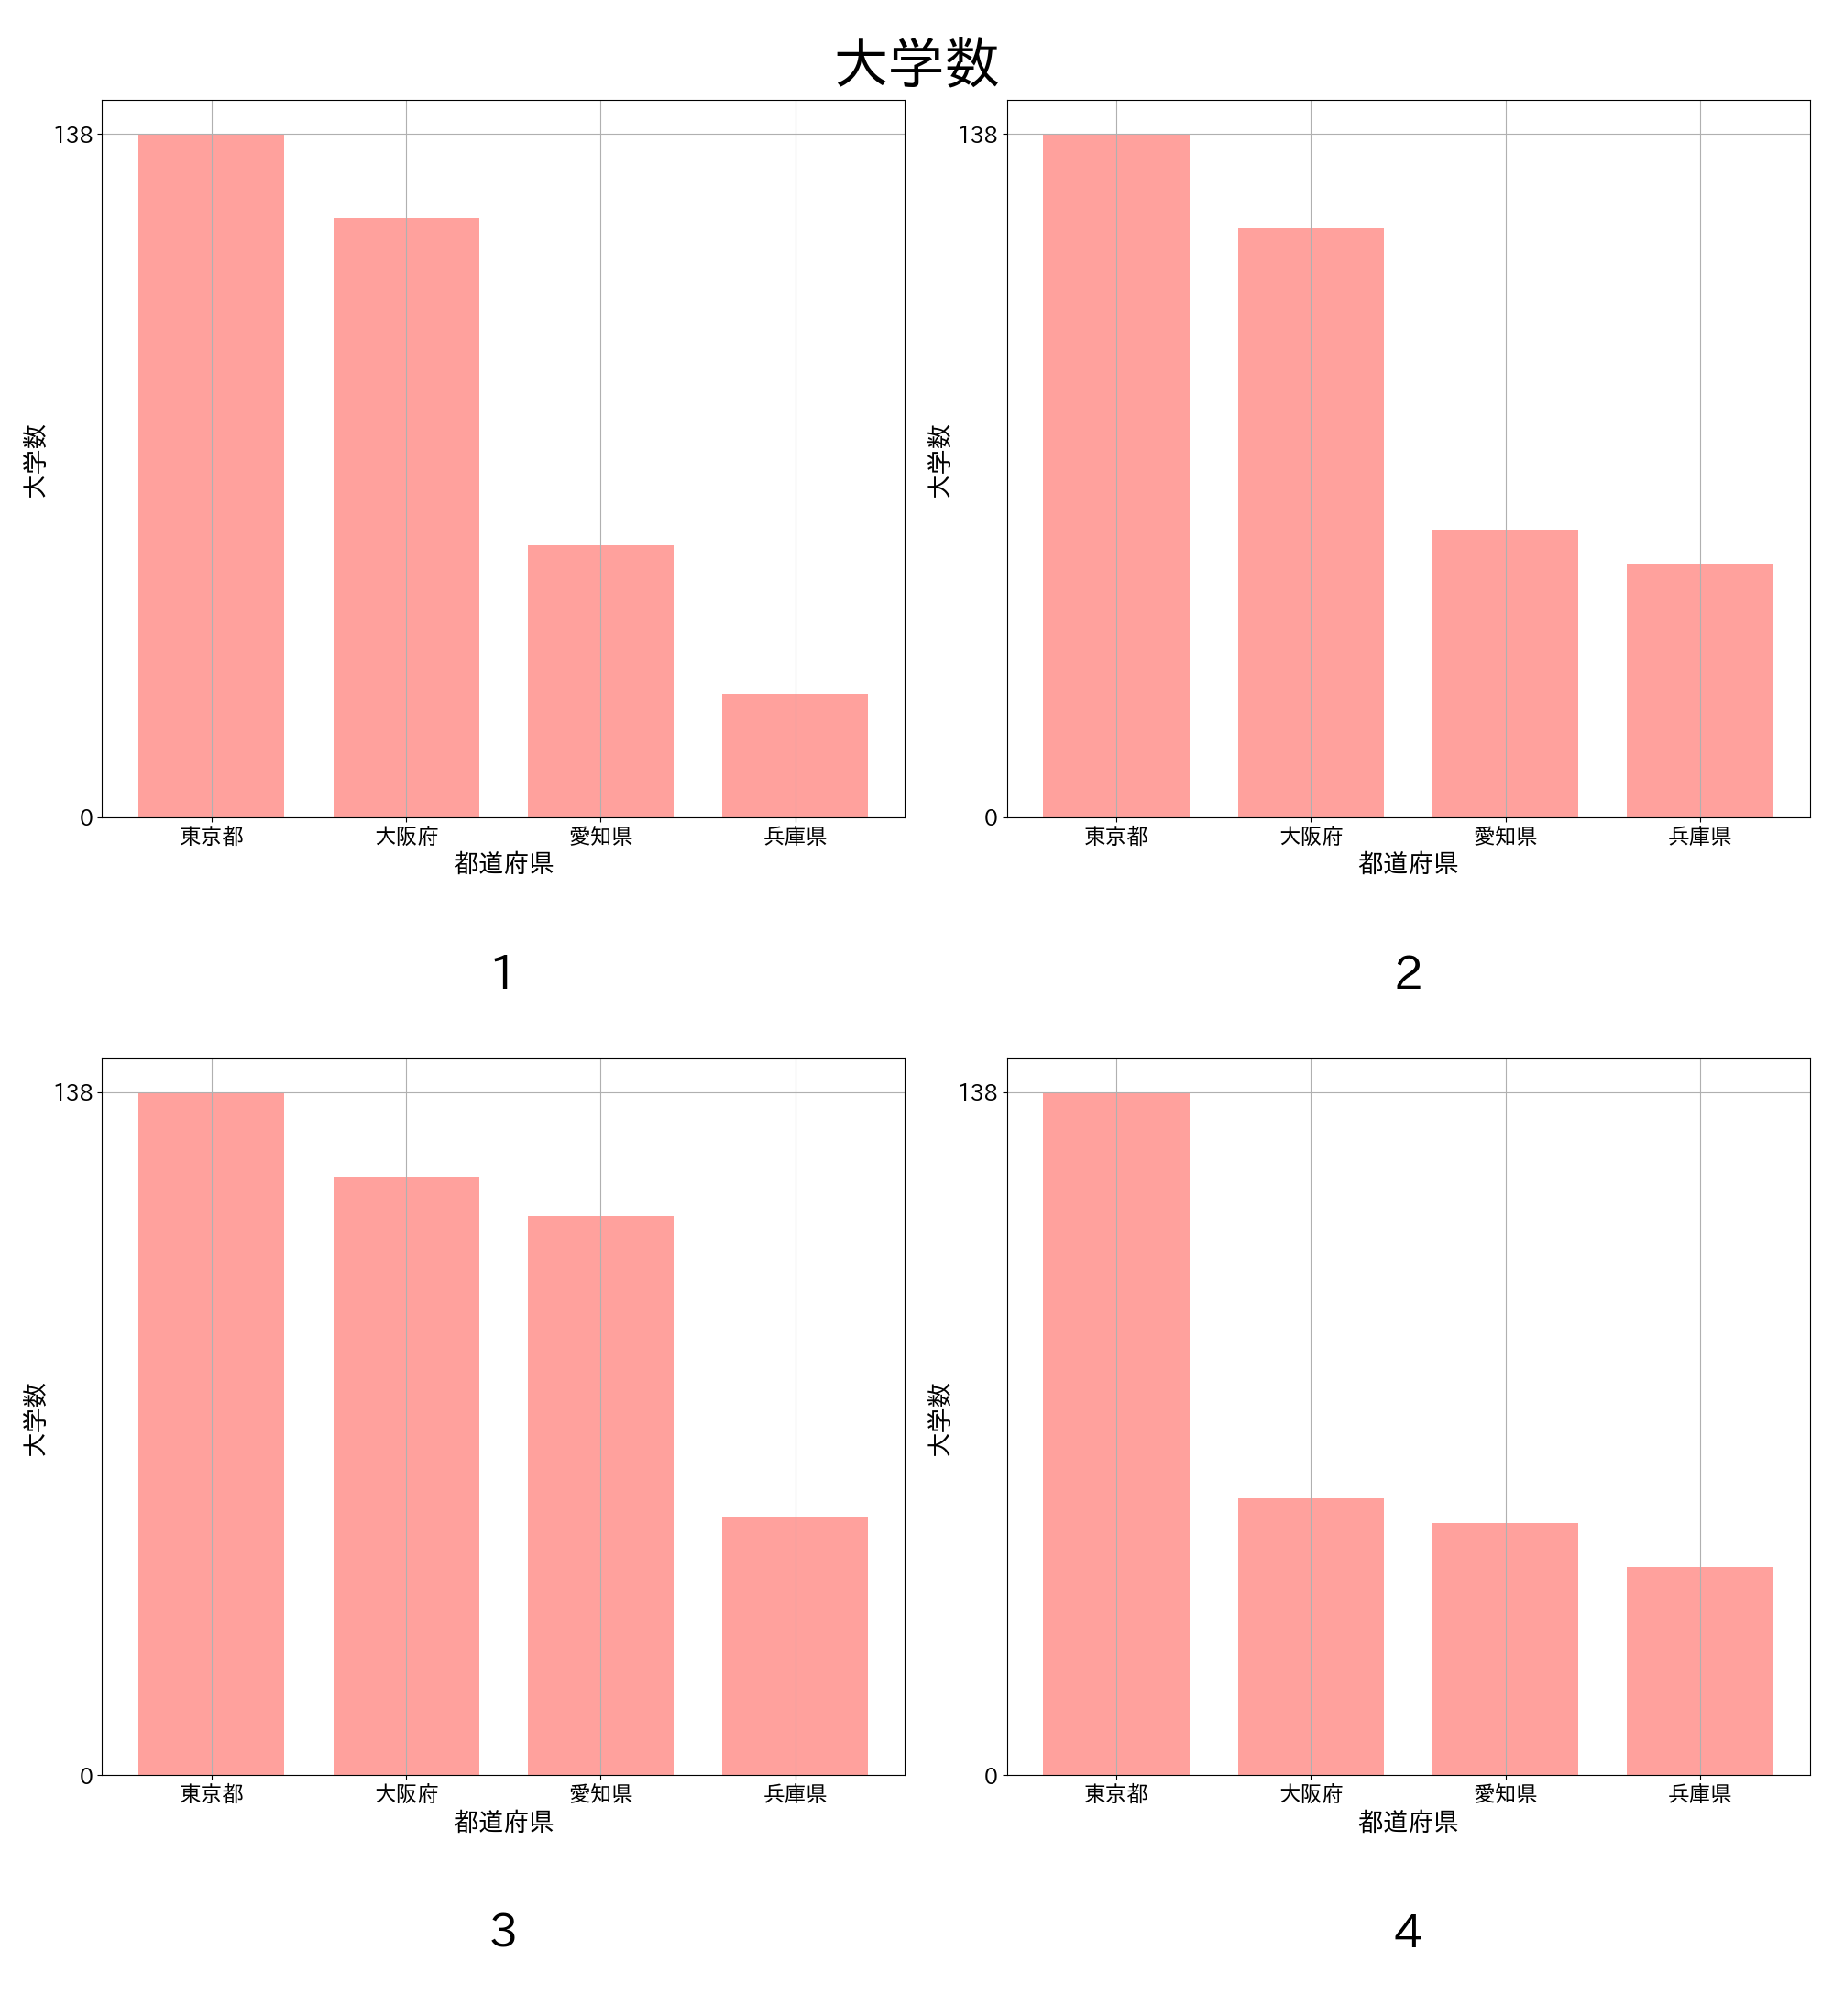 大学数
138
0
大学数
東京都 大阪府 愛知県 兵庫県
都道府県
1
138
0
大学数
東京都 大阪府 愛知県 兵庫県
都道府県
2
138
0
大学数
東京都 大阪府 愛知県 兵庫県
都道府県
3
138
0
大学数
東京都 大阪府 愛知県 兵庫県
都道府県
4